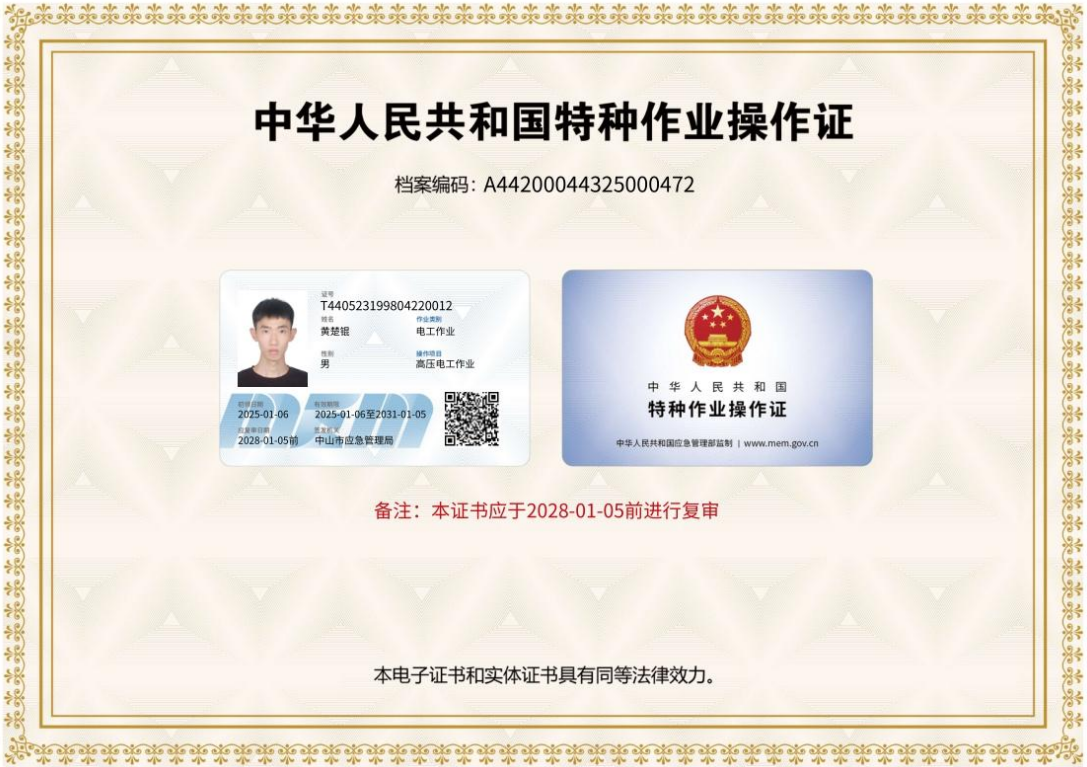 中华人民共和国特种作业操作证
档案编码：A44200044325000472
证号
T440523199804220012
姓名 作业类别
黄楚锟 电工作业
性别 操作项目
男 高压电工作业
初领日期 有效期限
2025-01-06 2025-01-06至2031-01-05
应复审日期 签发机关
2028-01-05前 中山市应急管理局
中华人民共和国
特种作业操作证
中华人民共和国应急管理部监制 | www.mem.gov.cn
备注：本证书应于2028-01-05前进行复审
本电子证书和实体证书具有同等法律效力。